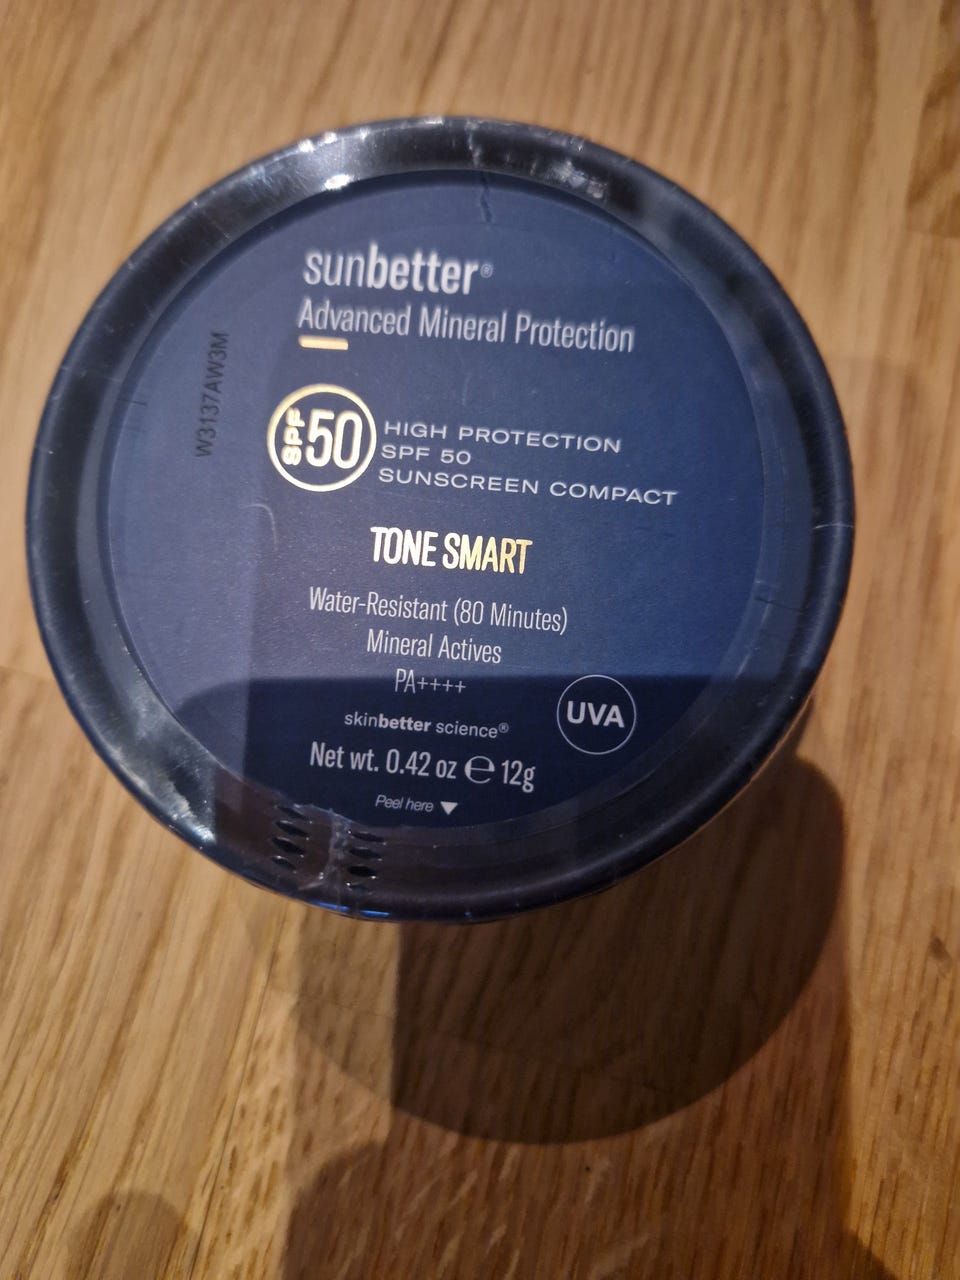 sunbetter®
Advanced Mineral Protection
SPF 50
HIGH PROTECTION
SPF 50
SUNSCREEN COMPACT
TONE SMART
Water-Resistant (80 Minutes)
Mineral Actives
PA++++
UVA
skinbetter science®
Net wt. 0.42 oz ℮ 12g
Peel here ▼
W3137AW3M